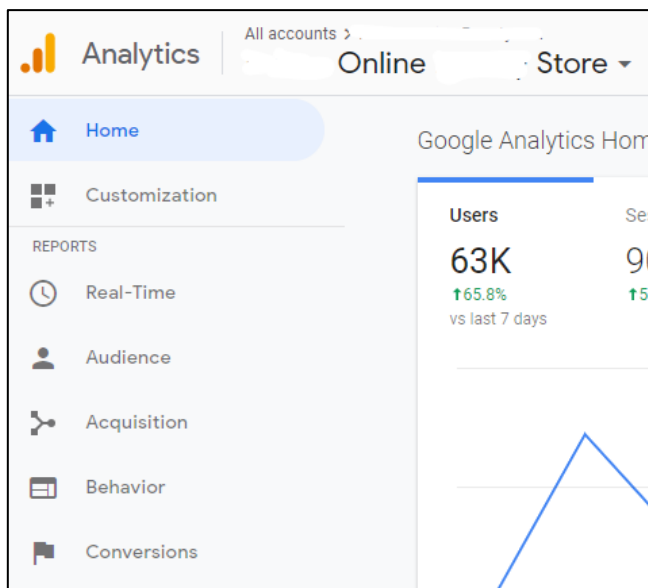 All accounts >
Analytics
Online Store
Home
Customization
REPORTS
Real-Time
Audience
Acquisition
Behavior
Conversions
Google Analytics Hom
Users
63K
65.8%
vs last 7 days
Se
9
5